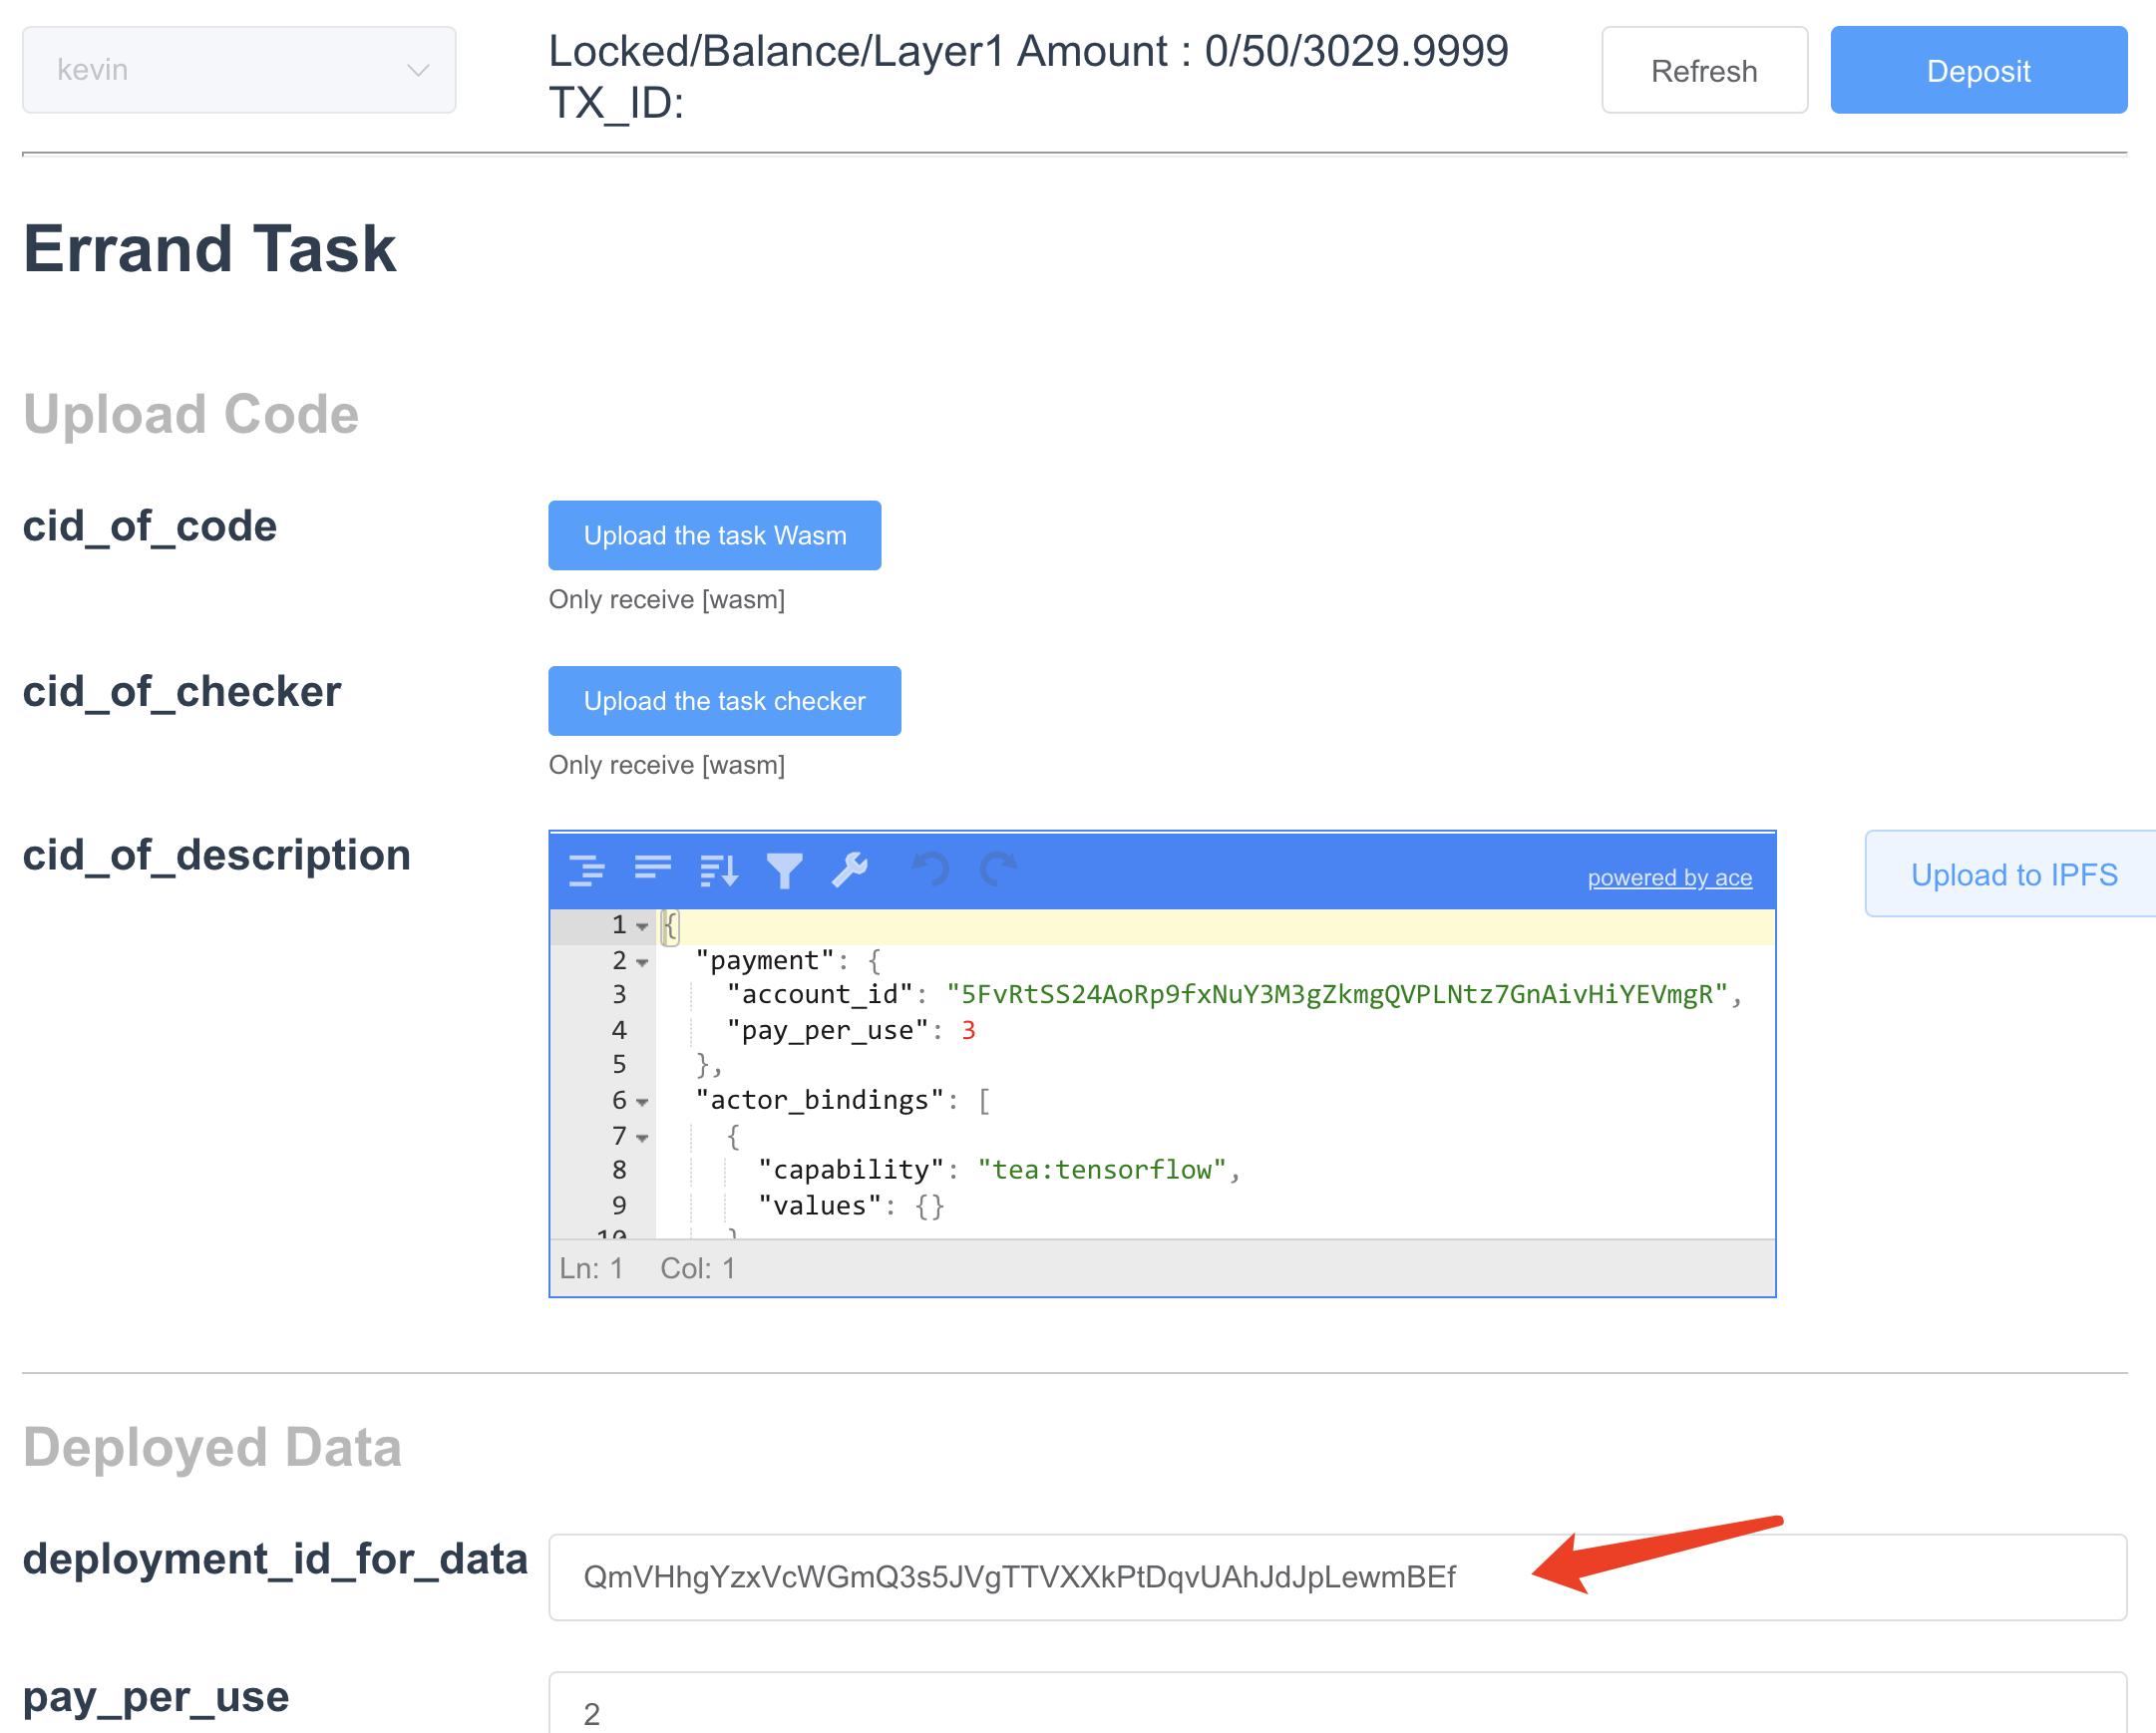 kevin
Locked/Balance/Layer1 Amount : 0/50/3029.9999
TX_ID:
Refresh
Deposit
Errand Task
Upload Code
cid_of_code
Upload the task Wasm
Only receive [wasm]
cid_of_checker
Upload the task checker
Only receive [wasm]
cid_of_description
powered by ace
Upload to IPFS
1 {
2 "payment": {
3 "account_id": "5FvRtSS24AoRp9fxNuY3M3gZkmgQVPLNtz7GnAivHiYEVmgR",
4 "pay_per_use": 3
5 },
6 "actor_bindings": [
7 {
8 "capability": "tea:tensorflow",
9 "values": {}
10 }
Ln: 1 Col: 1
Deployed Data
deployment_id_for_data
QmVHhgYzxVcWGmQ3s5JVgTTVXXkPtDqvUAhJdJpLewmBEf
pay_per_use
2